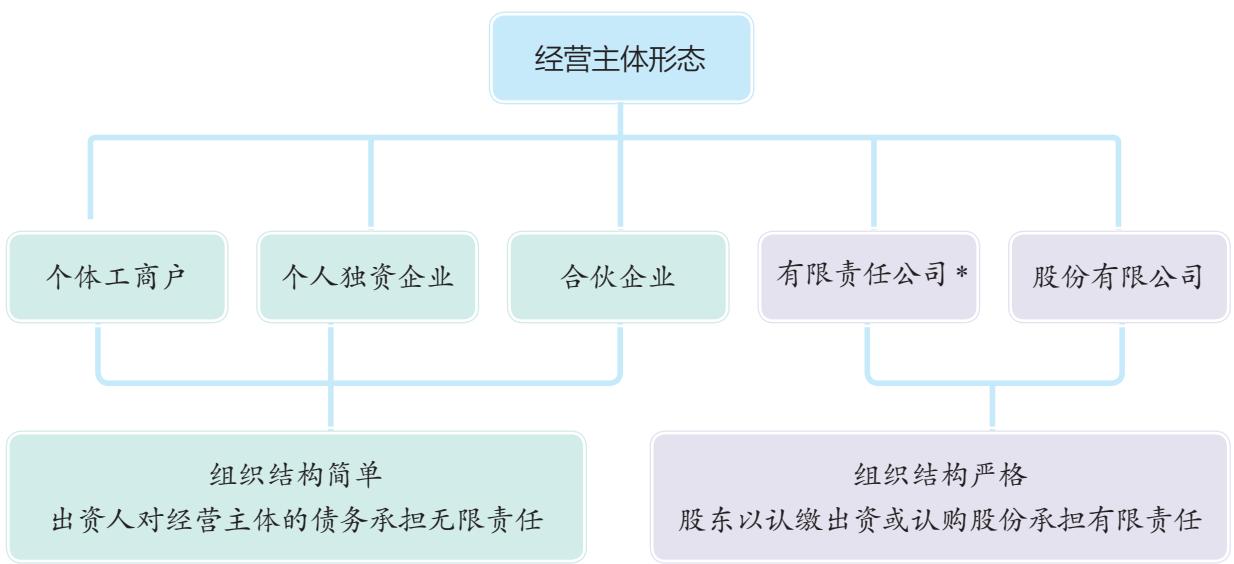 经营主体形态
个体工商户
个人独资企业
合伙企业
有限责任公司*
股份有限公司
组织结构简单
出资人对经营主体的债务承担无限责任
组织结构严格
股东以认缴出资或认购股份承担有限责任